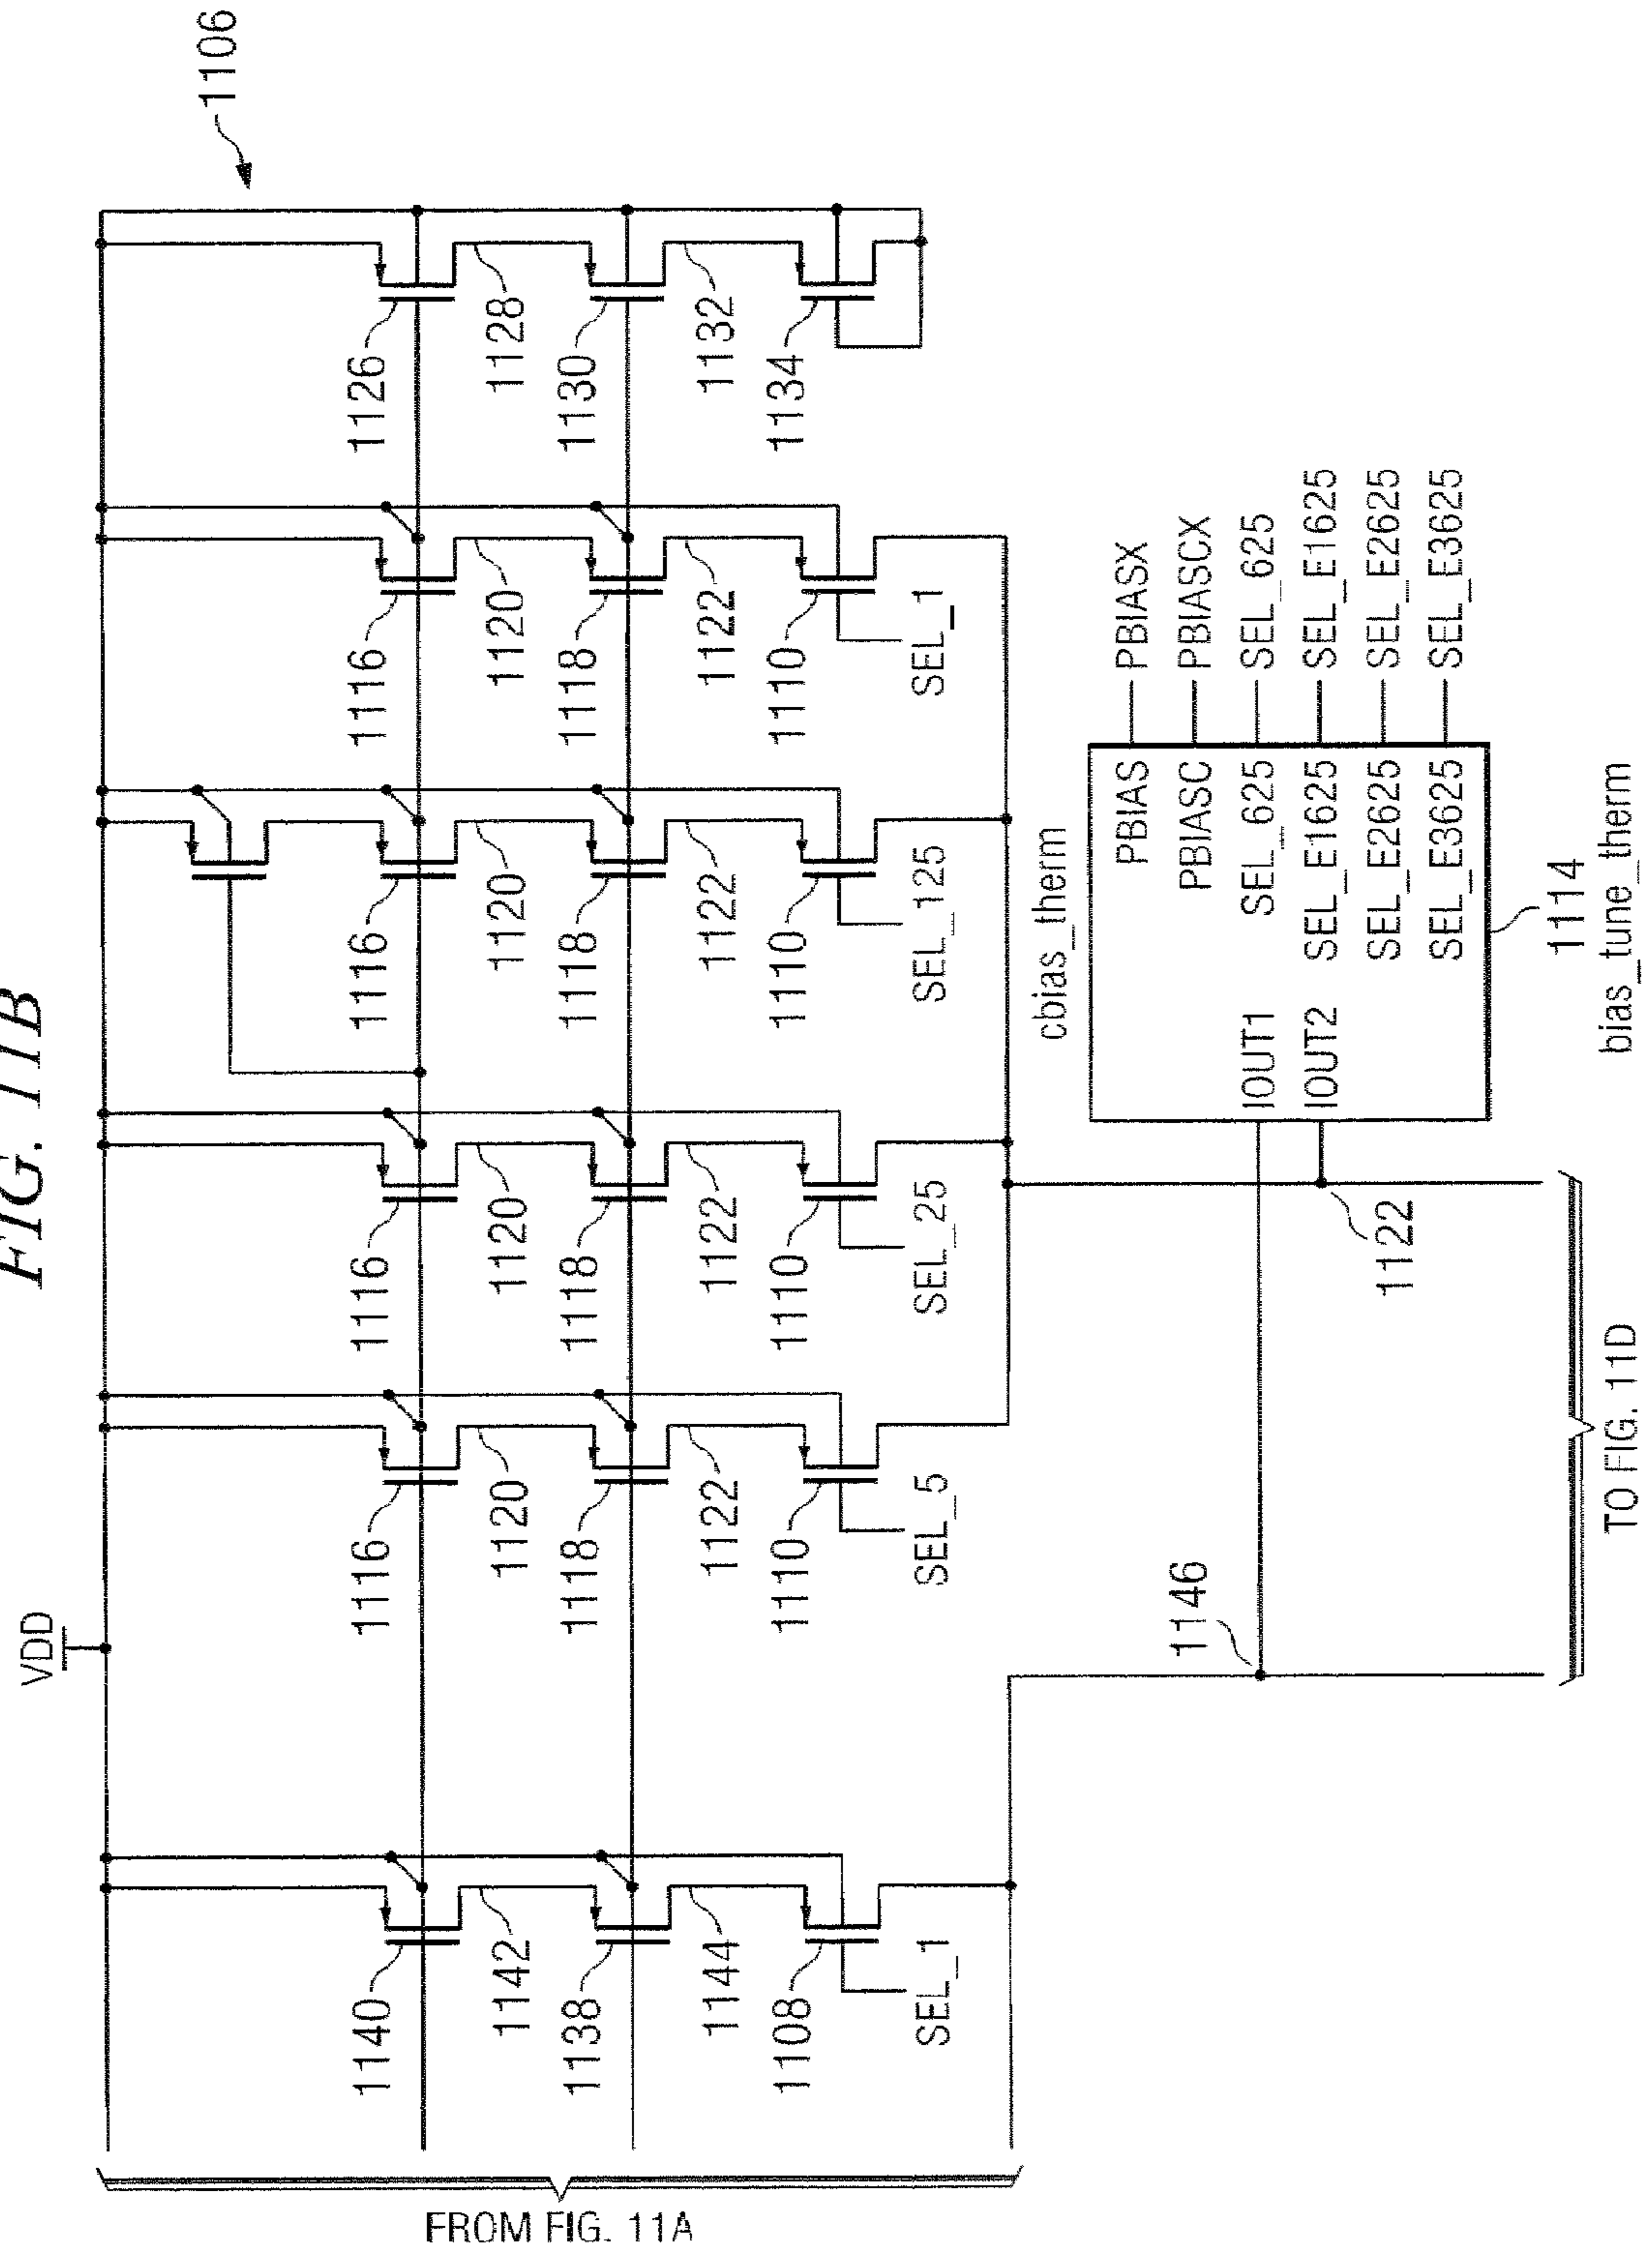 FIG. 11B
1106
VDD
1140
1116
1116
1116
1116
1126
1142
1120
1120
1120
1120
1128
1138
1118
1118
1118
1118
1130
1144
1122
1122
1122
1122
1132
1108
1110
1110
1110
1110
1134
SEL_1
SEL_5
SEL_25
SEL_125
SEL_1
FROM FIG. 11A
cbias_therm
PBIAS PBIASX
PBIASC PBIASCX
1146
IOUT1 SEL_625 SEL_625
IOUT2 SEL_E1625 SEL_E1625
1122
SEL_E2625 SEL_E2625
SEL_E3625 SEL_E3625
1114
bias_tune_therm
TO FIG. 11D